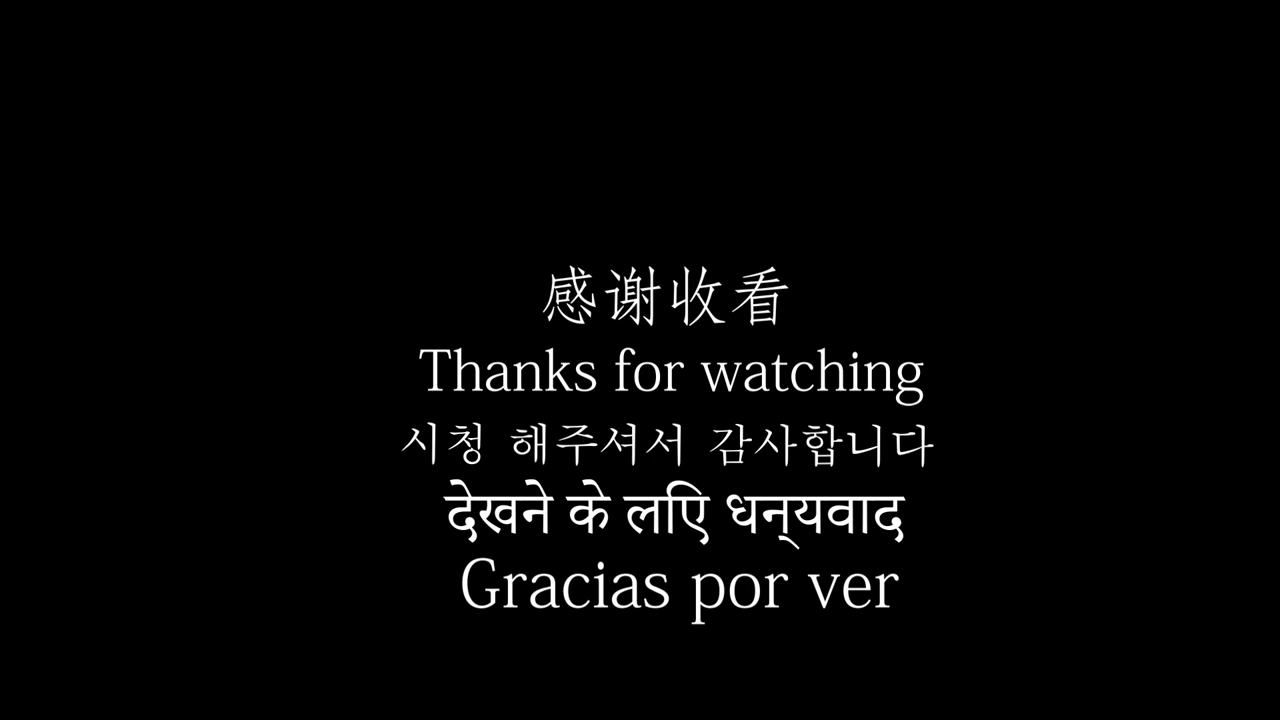 感谢收看
Thanks for watching
시청 해주셔서 감사합니다
देखने के लिए धन्यवाद
Gracias por ver